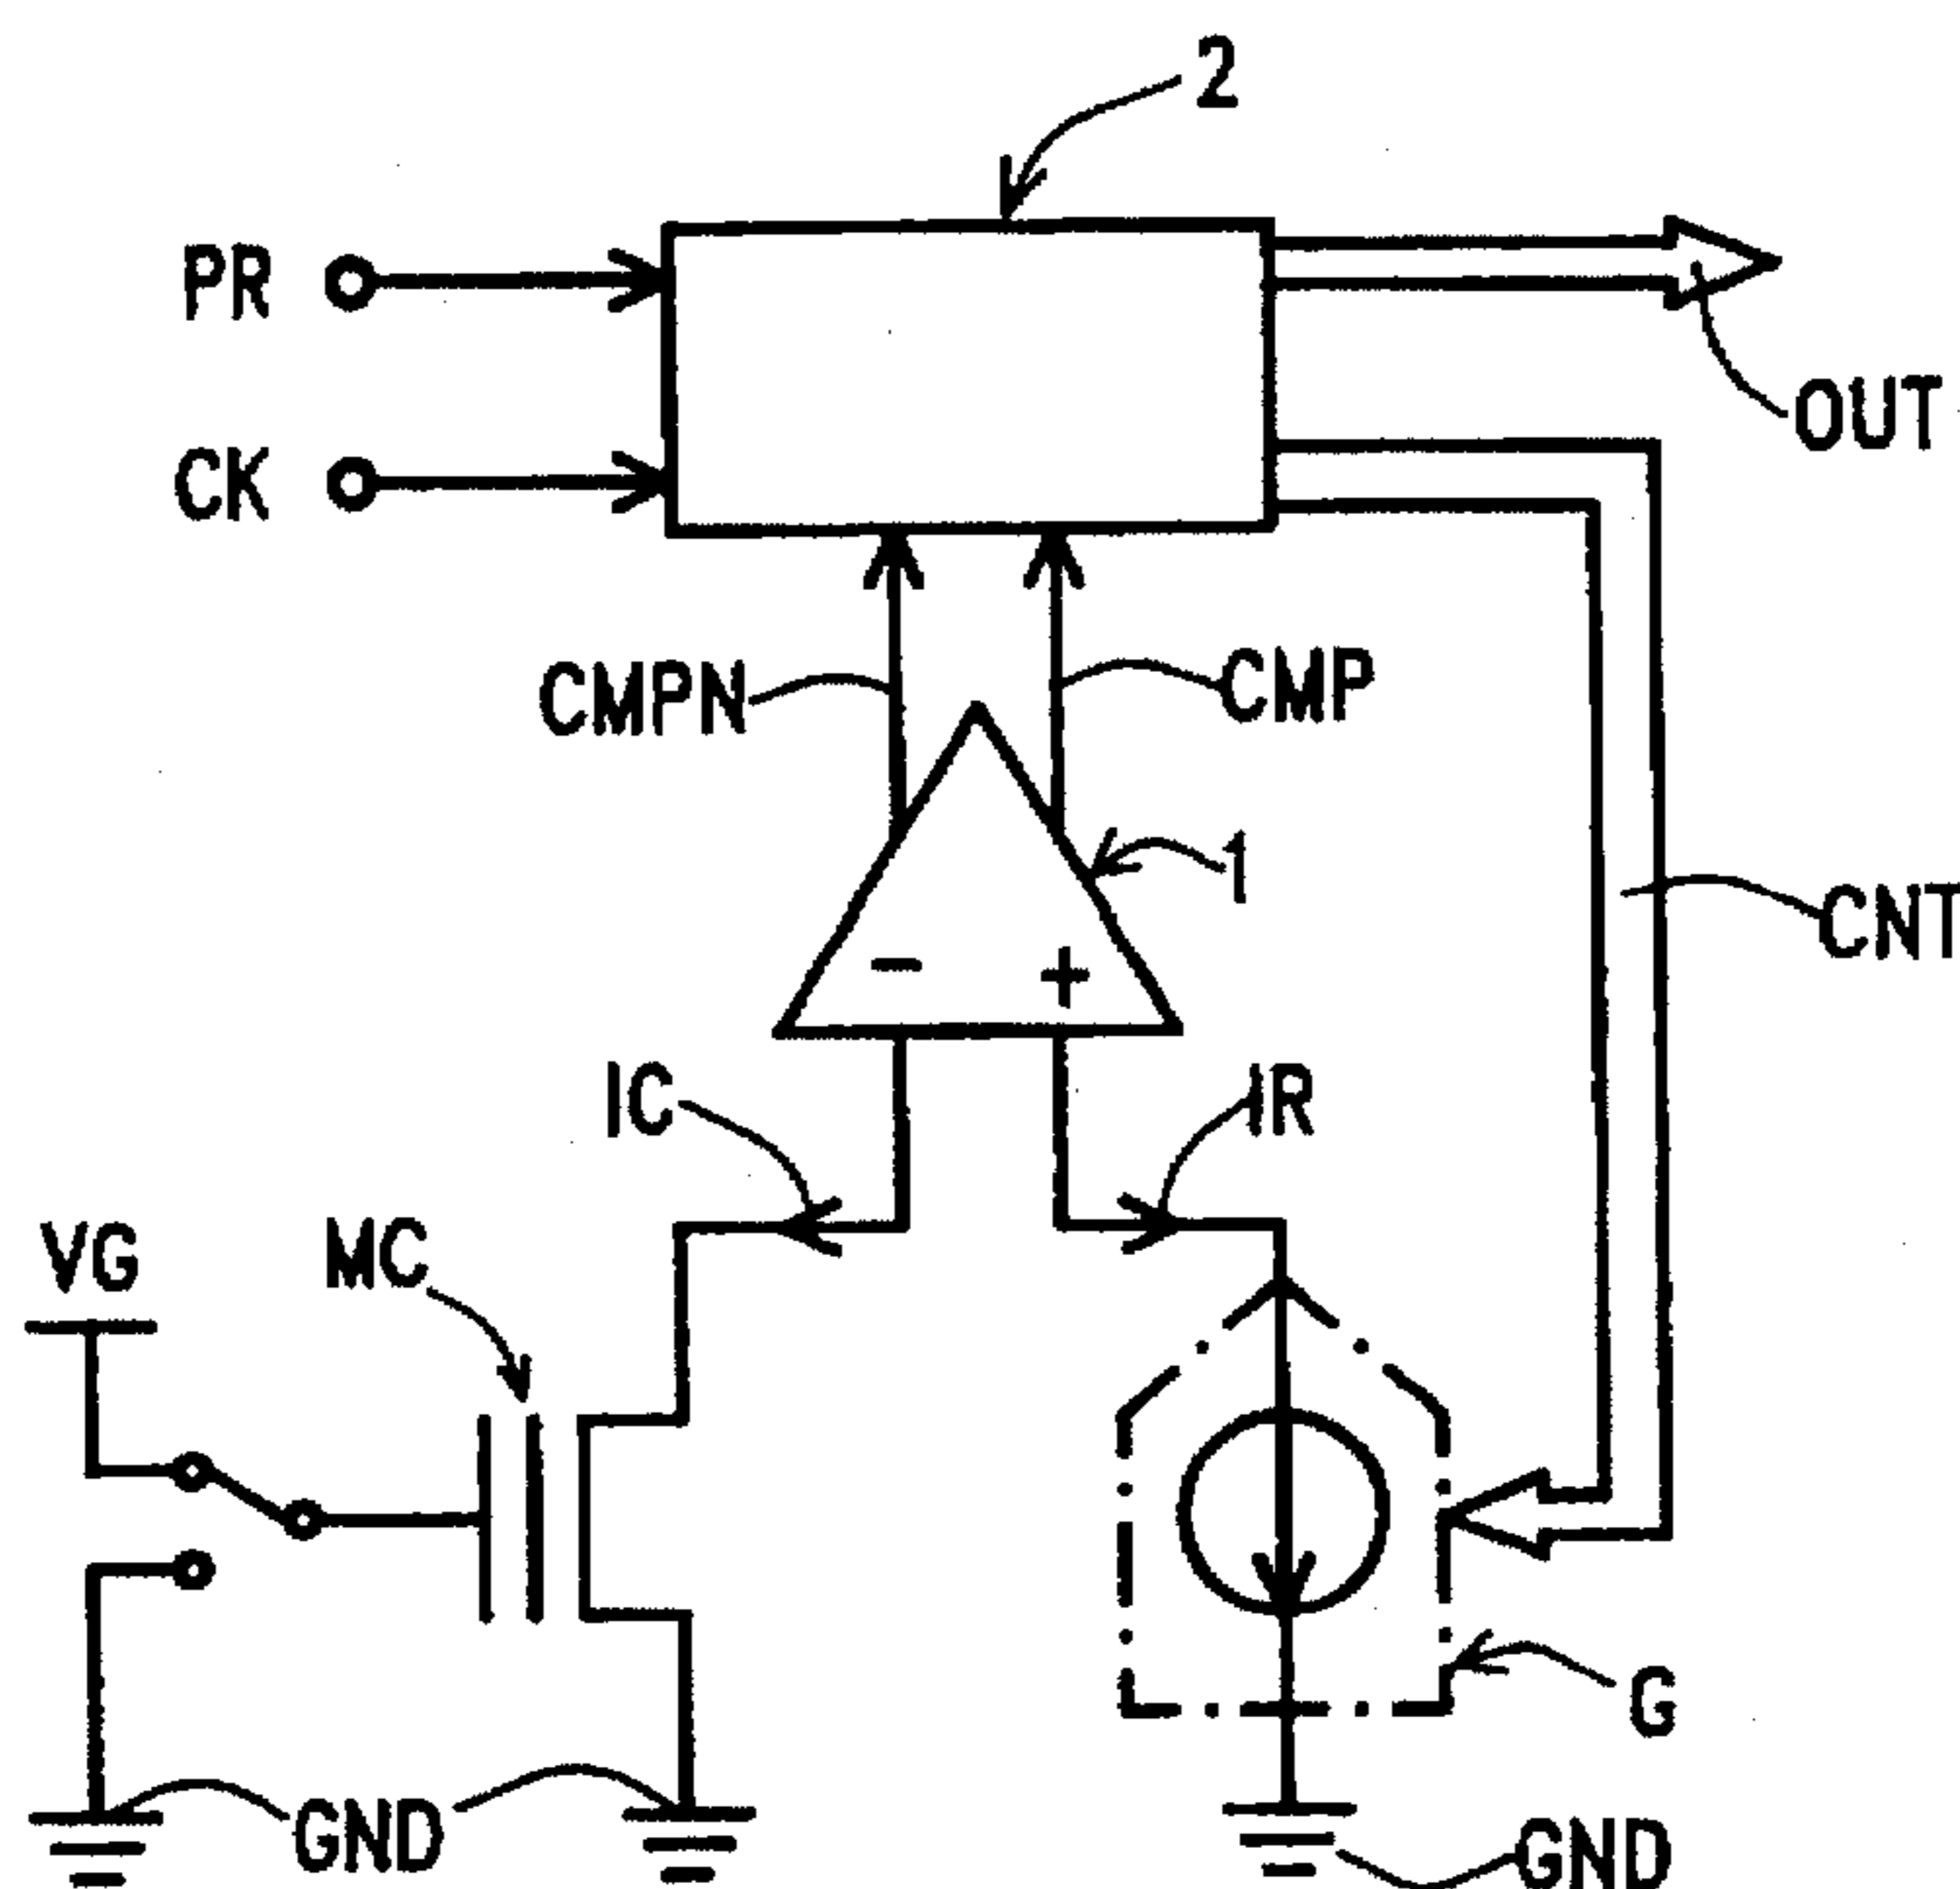 2
PR
OUT
CK
CMPN
CMP
1
CNT
-
+
IC
IR
VG
MC
G
GND
GND